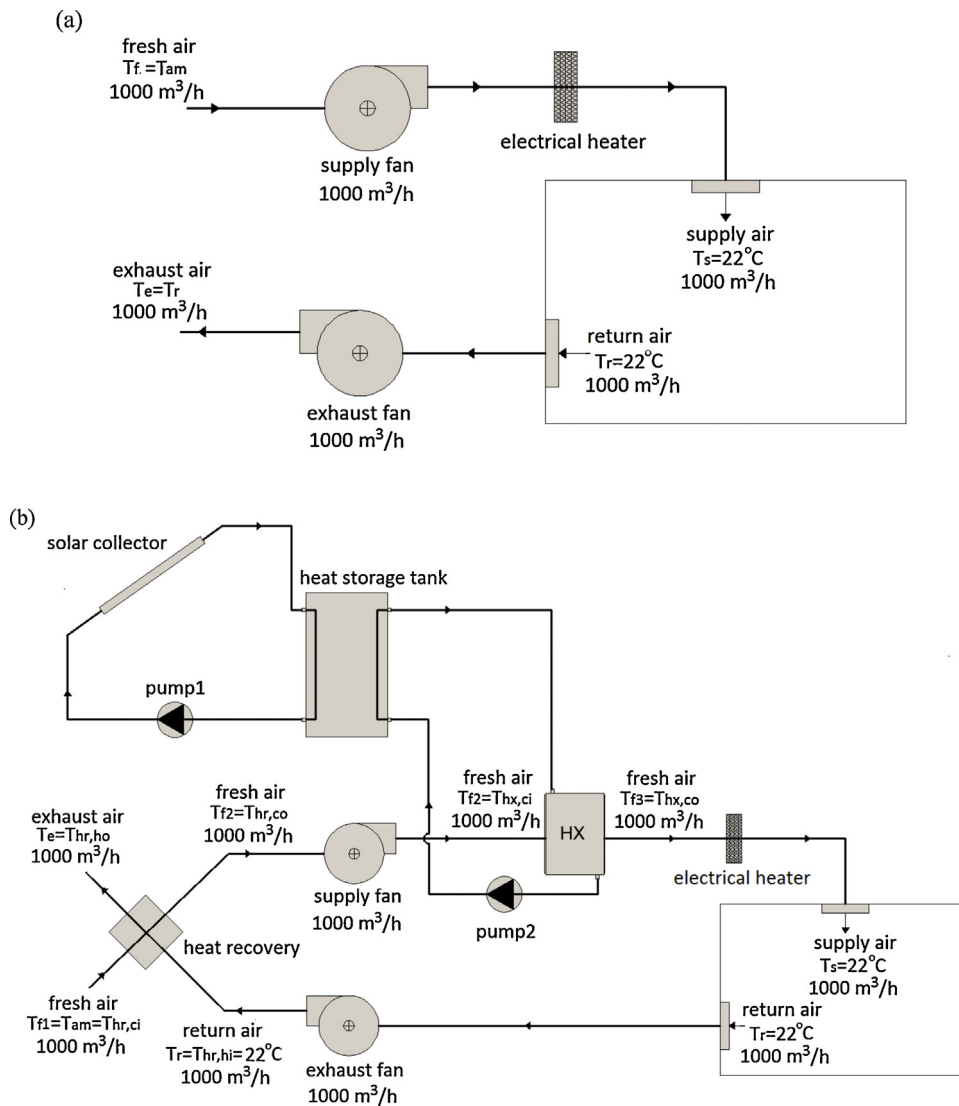 (a)
fresh air
Tf. =Tam
1000 m³/h
supply fan
1000 m³/h
electrical heater
supply air
Ts=22°C
1000 m³/h
exhaust air
Te=Tr
1000 m³/h
return air
Tr=22°C
1000 m³/h
exhaust fan
1000 m³/h
(b)
solar collector
heat storage tank
pump1
fresh air
Tf2=Thr,co
1000 m³/h
fresh air
Tf2=Thx,ci
1000 m³/h
HX
fresh air
Tf3=Thx,co
1000 m³/h
exhaust air
Te=Thr,ho
1000 m³/h
supply fan
1000 m³/h
pump2
electrical heater
heat recovery
supply air
Ts=22°C
1000 m³/h
fresh air
Tf1=Tam=Thr,ci
1000 m³/h
return air
Tr=Thr,hi=22°C
1000 m³/h
exhaust fan
1000 m³/h
return air
Tr=22°C
1000 m³/h